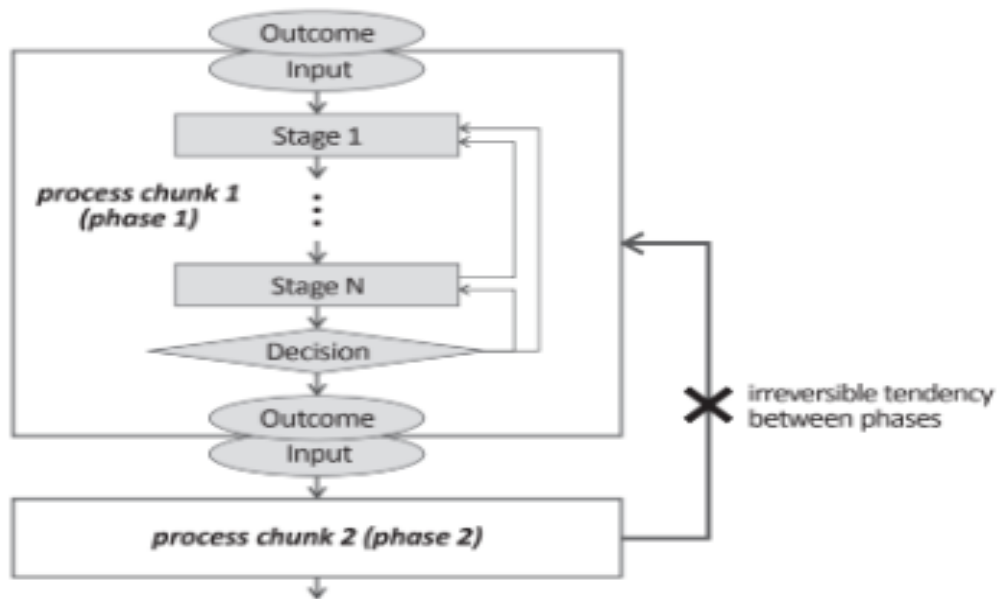 Outcome
Input
Stage 1
process chunk 1
(phase 1)
Stage N
Decision
Outcome
Input
irreversible tendency
between phases
process chunk 2 (phase 2)